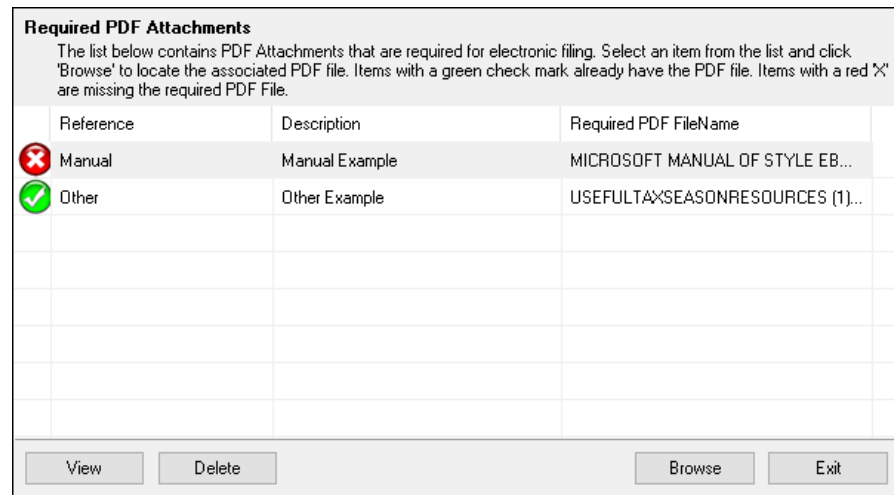 Required PDF Attachments
The list below contains PDF Attachments that are required for electronic filing. Select an item from the list and click
'Browse' to locate the associated PDF file. Items with a green check mark already have the PDF file. Items with a red 'X'
are missing the required PDF File.
Reference Description Required PDF FileName
Manual Manual Example MICROSOFT MANUAL OF STYLE EB...
Other Other Example USEFULTAXSEASONRESOURCES (1)...
View Delete Browse Exit